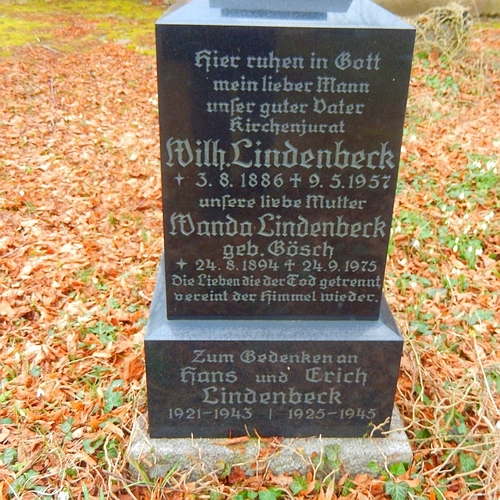 Hier ruhen in Gott
mein lieber Mann
unser guter Vater
Kirchenjurat
Wilh. Lindenbeck
✦ 3.8.1886 ✝ 9.5.1957
unsere liebe Mutter
Wanda Lindenbeck
geb. Gösch
✦ 24.8.1894 ✝ 24.9.1975
Die Lieben die der Tod getrennt
vereint der Himmel wieder.
Zum Gedenken an
Hans und Erich
Lindenbeck
1921-1943 | 1925-1945